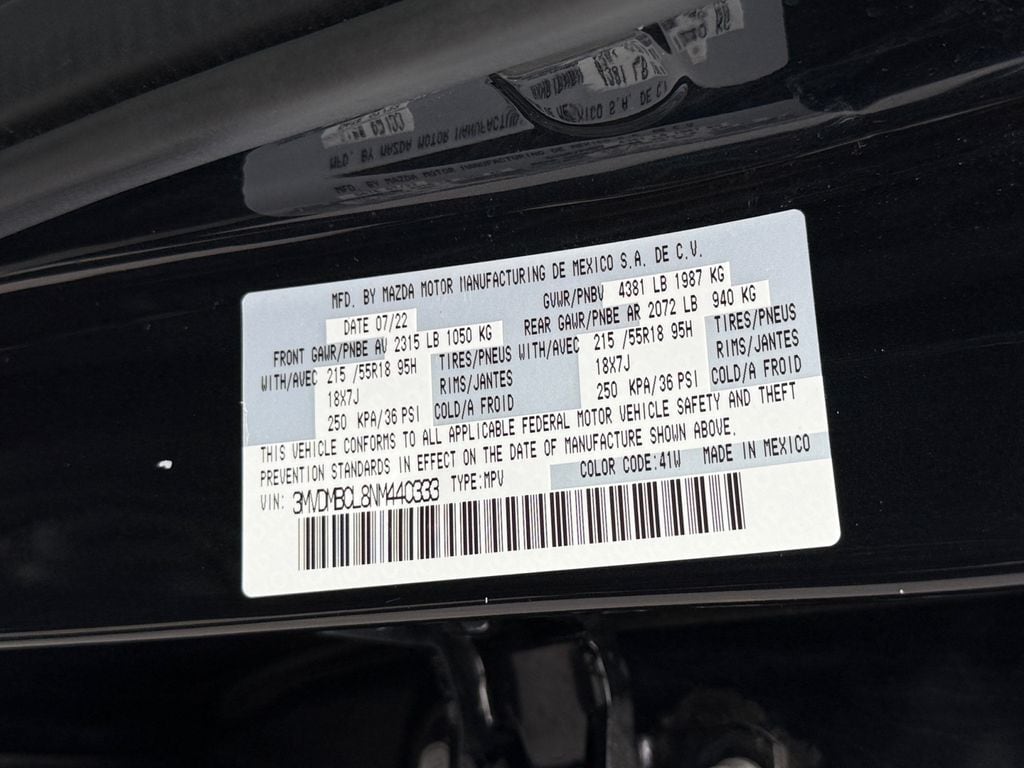 MFD. BY MAZDA MOTOR MANUFACTURING DE MEXICO S.A. DE C.V.
DATE 07/22 GVWR/PNBV 4381 LB 1987 KG
FRONT GAWR/PNBE AV 2315 LB 1050 KG REAR GAWR/PNBE AR 2072 LB 940 KG
WITH/AVEC 215 /55R18 95H TIRES/PNEUS WITH/AVEC 215 /55R18 95H TIRES/PNEUS
18X7J RIMS/JANTES 18X7J RIMS/JANTES
250 KPA/36 PSI COLD/A FROID 250 KPA/36 PSI COLD/A FROID
THIS VEHICLE CONFORMS TO ALL APPLICABLE FEDERAL MOTOR VEHICLE SAFETY AND THEFT
PREVENTION STANDARDS IN EFFECT ON THE DATE OF MANUFACTURE SHOWN ABOVE.
COLOR CODE:41W MADE IN MEXICO
VIN: 3MVDMBCL8NM440333 TYPE:MPV